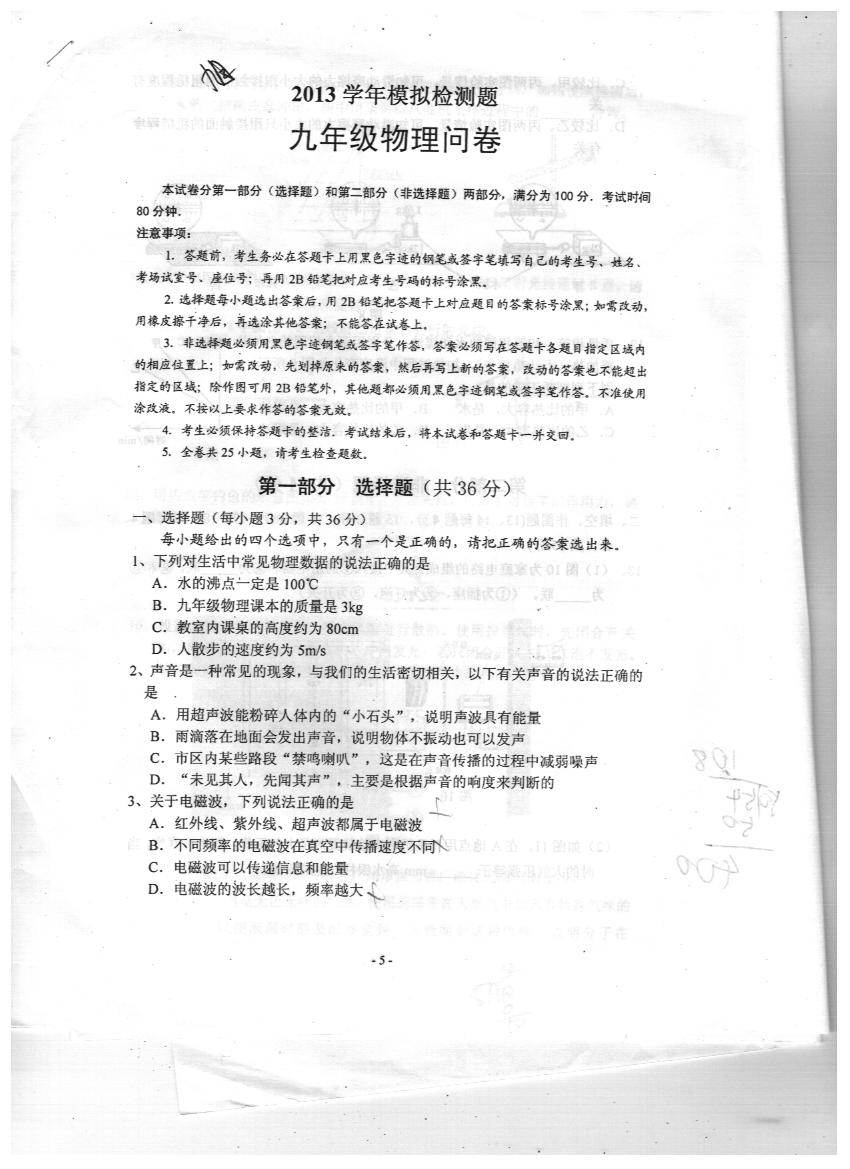 2013 学年模拟检测题
九年级物理问卷
本试卷分第一部分（选择题）和第二部分（非选择题）两部分，满分为 100 分．考试时间
80 分钟．
注意事项：
1．答题前，考生务必在答题卡上用黑色字迹的钢笔或签字笔填写自己的考生号、姓名、
考场试室号、座位号；再用 2B 铅笔把对应考生号码的标号涂黑。
2．选择题每小题选出答案后，用 2B 铅笔把答题卡上对应题目的答案标号涂黑；如需改动，
用橡皮擦干净后，再选涂其他答案；不能答在试卷上。
3．非选择题必须用黑色字迹钢笔或签字笔作答，答案必须写在答题卡各题目指定区域内
的相应位置上；如需改动，先划掉原来的答案，然后再写上新的答案，改动的答案也不能超出
指定的区域；除作图可用 2B 铅笔外，其他题都必须用黑色字迹钢笔或签字笔作答。不准使用
涂改液。不按以上要求作答的答案无效。
4．考生必须保持答题卡的整洁．考试结束后，将本试卷和答题卡一并交回。
5．全卷共 25 小题，请考生检查题数。
第一部分 选择题（共 36 分）
一、选择题（每小题 3 分，共 36 分）
每小题给出的四个选项中，只有一个是正确的，请把正确的答案选出来。
1、下列对生活中常见物理数据的说法正确的是
A．水的沸点一定是 100℃
B．九年级物理课本的质量是 3kg
C．教室内课桌的高度约为 80cm
D．人散步的速度约为 5m/s
2、声音是一种常见的现象，与我们的生活密切相关，以下有关声音的说法正确的
是
A．用超声波能粉碎人体内的“小石头”，说明声波具有能量
B．雨滴落在地面会发出声音，说明物体不振动也可以发声
C．市区内某些路段“禁鸣喇叭”，这是在声音传播的过程中减弱噪声
D．“未见其人，先闻其声”，主要是根据声音的响度来判断的
3、关于电磁波，下列说法正确的是
A．红外线、紫外线、超声波都属于电磁波
B．不同频率的电磁波在真空中传播速度不同
C．电磁波可以传递信息和能量
D．电磁波的波长越长，频率越大
- 5 -